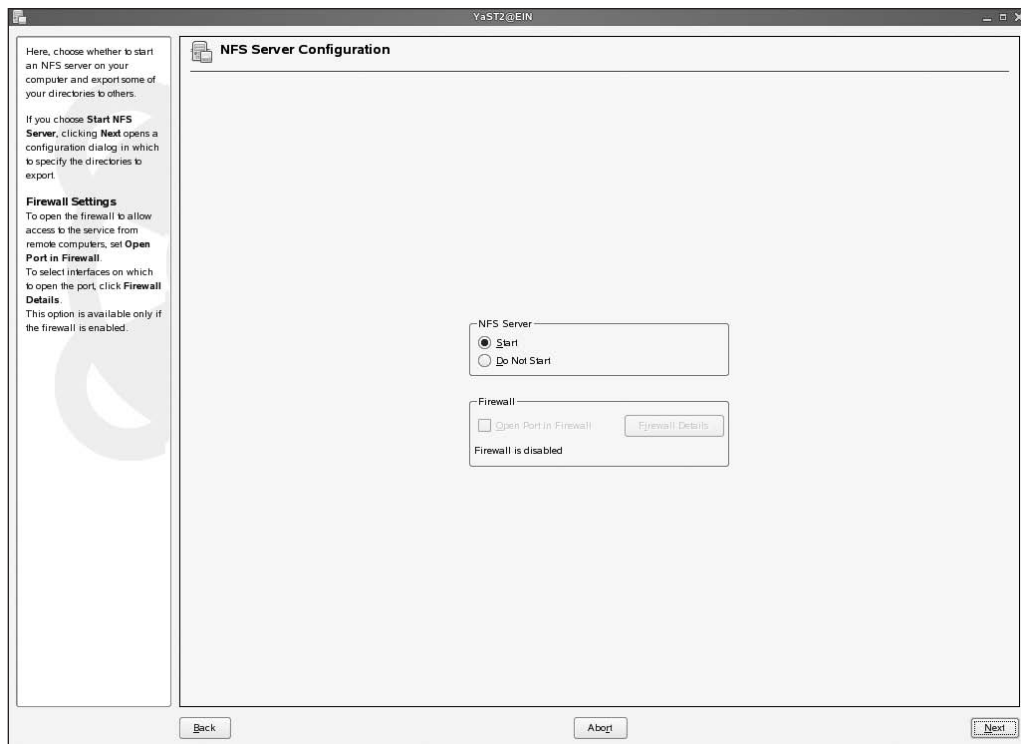 YaST2@EIN
Here, choose whether to start
an NFS server on your
computer and export some of
your directories to others.
If you choose Start NFS
Server, clicking Next opens a
configuration dialog in which
to specify the directories to
export.
Firewall Settings
To open the firewall to allow
access to the service from
remote computers, set Open
Port in Firewall.
To select interfaces on which
to open the port, click Firewall
Details.
This option is available only if
the firewall is enabled.
NFS Server Configuration
NFS Server
Start
Do Not Start
Firewall
Open Port in Firewall
Firewall Details
Firewall is disabled
Back
Abort
Next